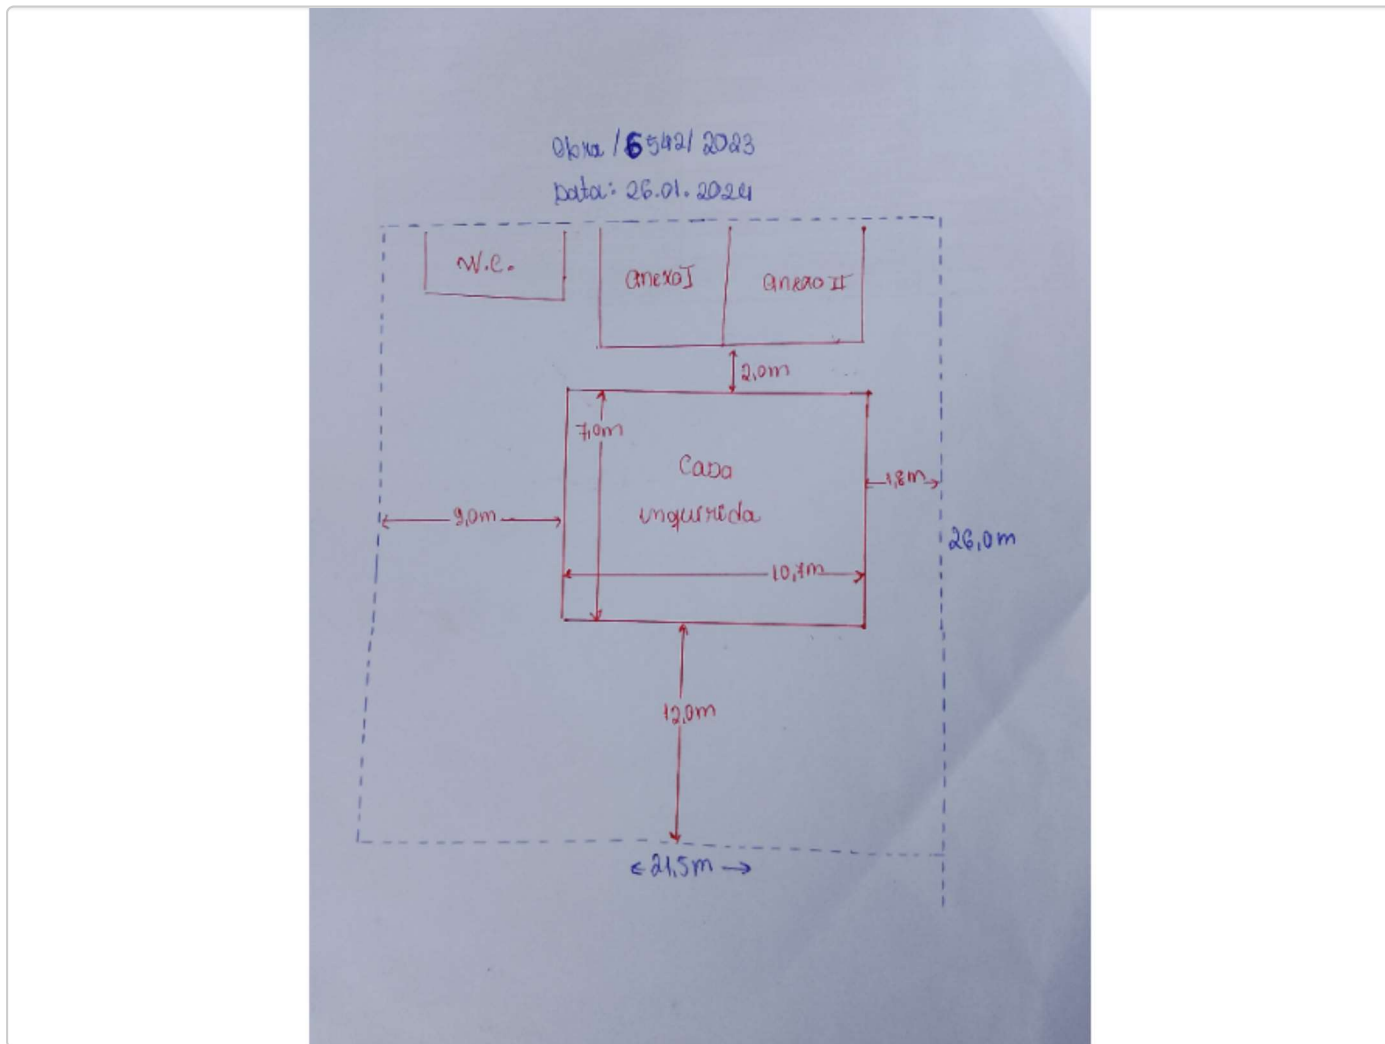 Obra / 6542/ 2023
Data: 26.01.2024
W.C.
anexo I
anexo II
2,0m
7,0m
Casa
inquirida
1,8m
9,0m
26,0m
10,7m
12,0m
21,5m